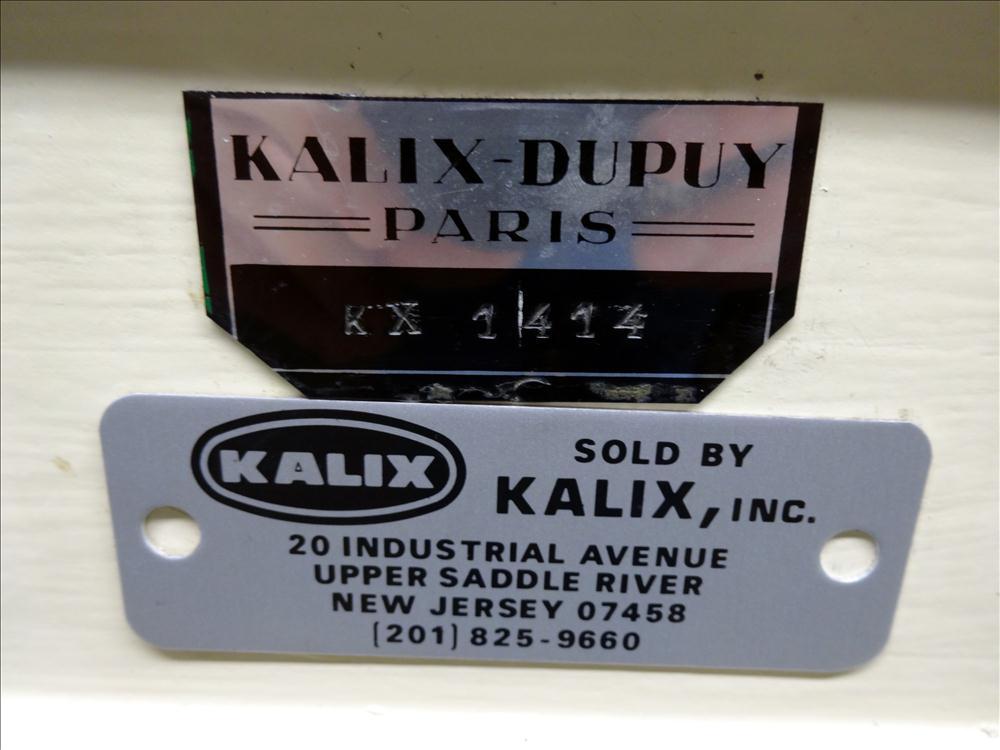 KALIX-DUPUY
PARIS
KX 1414
KALIX
SOLD BY
KALIX, INC.
20 INDUSTRIAL AVENUE
UPPER SADDLE RIVER
NEW JERSEY 07458
(201) 825-9660